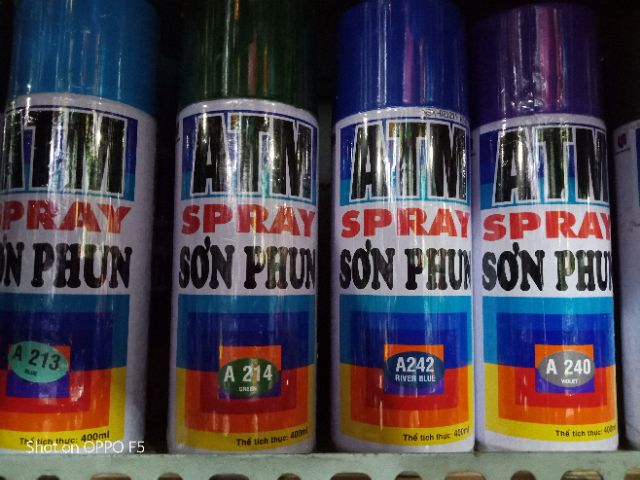 ATM
SPRAY
SƠN PHUN
A 213
BLUE
Thể tích thực: 400ml
ATM
SPRAY
SƠN PHUN
A 214
GREEN
Thể tích thực: 400ml
ATM
SPRAY
SƠN PHUN
A242
RIVER BLUE
Thể tích thực: 400ml
ATM
SPRAY
SƠN PHUN
A 240
VIOLET
Thể tích thực: 400ml
Shot on OPPO F5